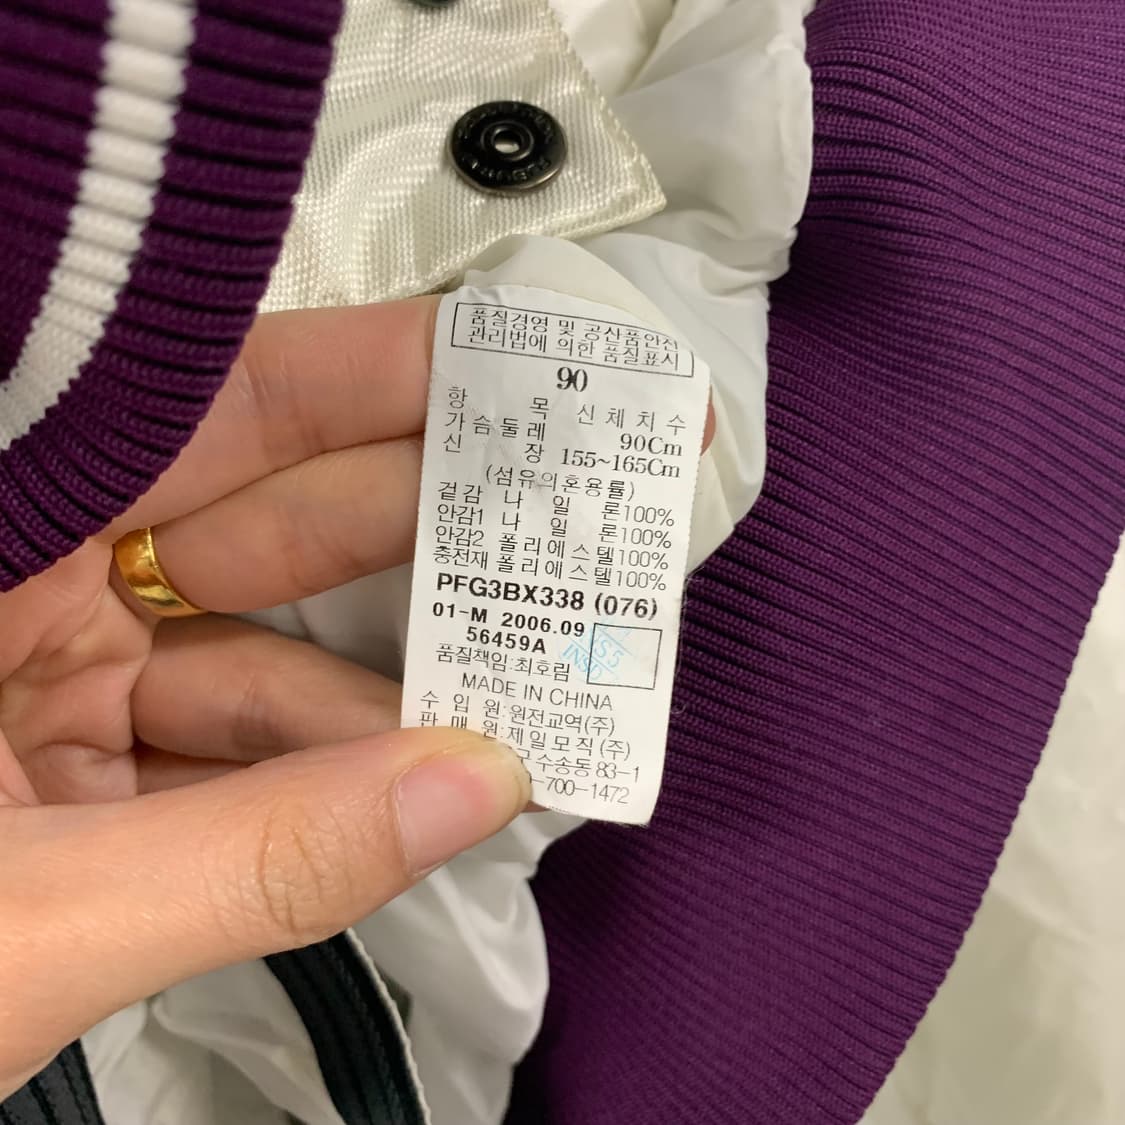 품질경영 및 공산품안전
관리법에 의한 품질표시
90
항 목 신 체 치 수
가 슴 둘 레 90Cm
신 장 155~165Cm
(섬유의혼용률)
겉감 나 일 론100%
안감1 나 일 론100%
안감2 폴리에스텔100%
충전재 폴리에스텔100%
PFG3BX338 (076)
01-M 2006.09
56459A
품질책임:최호림
MADE IN CHINA
수 입 원:원전교역(주)
판 매 원:제일모직(주)
수송동 83-1
-700-1472